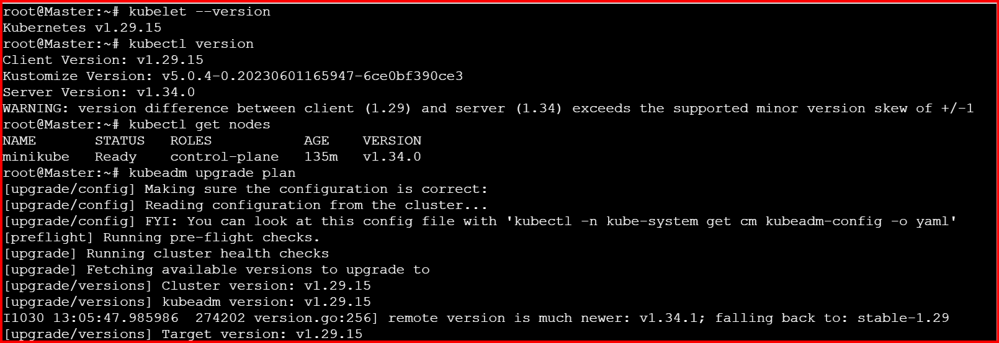 root@Master:~# kubelet --version
Kubernetes v1.29.15
root@Master:~# kubectl version
Client Version: v1.29.15
Kustomize Version: v5.0.4-0.20230601165947-6ce0bf390ce3
Server Version: v1.34.0
WARNING: version difference between client (1.29) and server (1.34) exceeds the supported minor version skew of +/-1
root@Master:~# kubectl get nodes
NAME       STATUS   ROLES           AGE    VERSION
minikube   Ready    control-plane   135m   v1.34.0
root@Master:~# kubeadm upgrade plan
[upgrade/config] Making sure the configuration is correct:
[upgrade/config] Reading configuration from the cluster...
[upgrade/config] FYI: You can look at this config file with 'kubectl -n kube-system get cm kubeadm-config -o yaml'
[preflight] Running pre-flight checks.
[upgrade] Running cluster health checks
[upgrade] Fetching available versions to upgrade to
[upgrade/versions] Cluster version: v1.29.15
[upgrade/versions] kubeadm version: v1.29.15
I1030 13:05:47.985986  274202 version.go:256] remote version is much newer: v1.34.1; falling back to: stable-1.29
[upgrade/versions] Target version: v1.29.15